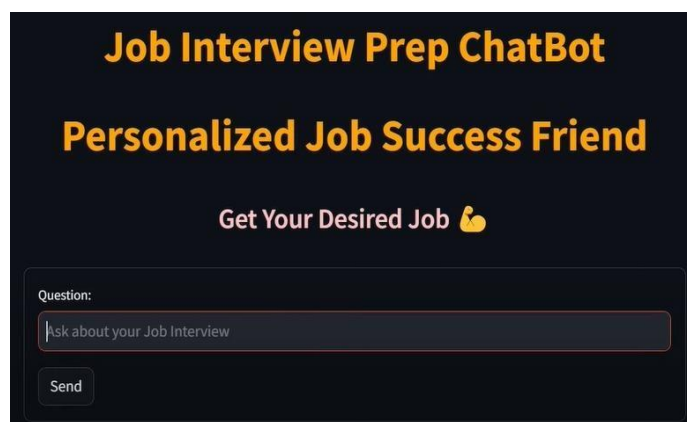 Job Interview Prep ChatBot
Personalized Job Success Friend
Get Your Desired Job 💪
Question:
Ask about your Job Interview
Send